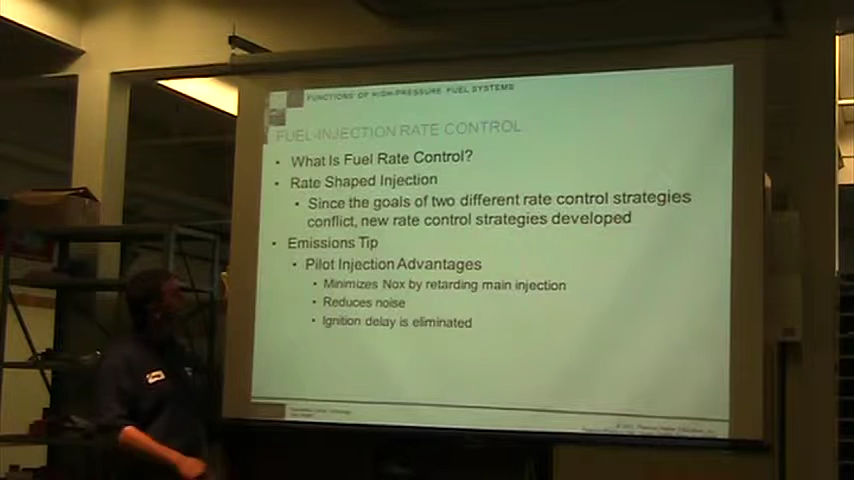 FUNCTIONS OF HIGH-PRESSURE FUEL SYSTEMS
FUEL-INJECTION RATE CONTROL
• What Is Fuel Rate Control?
• Rate Shaped Injection
• Since the goals of two different rate control strategies
conflict, new rate control strategies developed
• Emissions Tip
• Pilot Injection Advantages
• Minimizes Nox by retarding main injection
• Reduces noise
• Ignition delay is eliminated